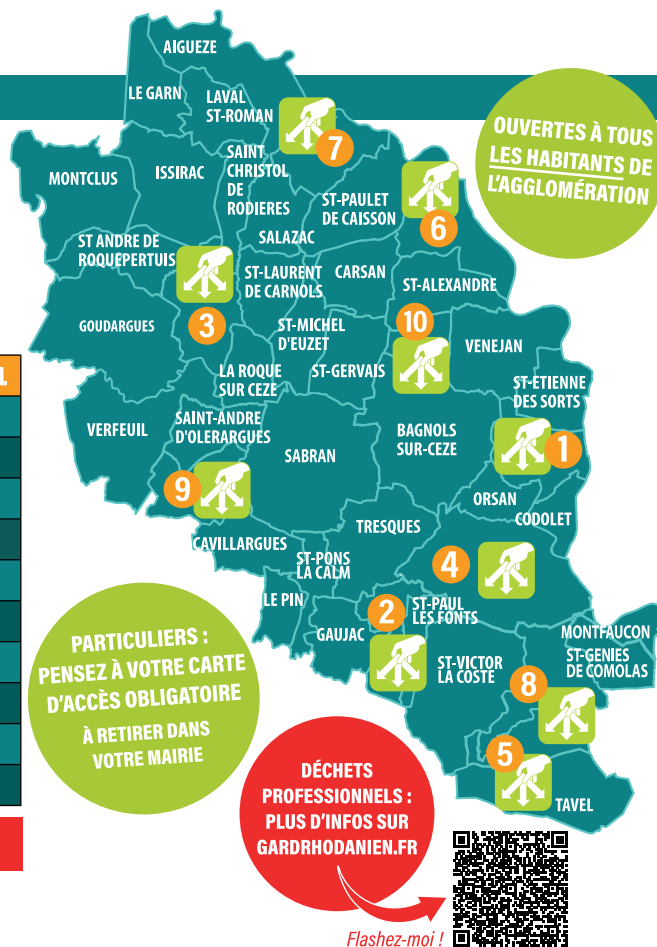 AIGUEZE
LE GARN
LAVAL
ST-ROMAN
7
OUVERTES À TOUS
LES HABITANTS DE
L'AGGLOMÉRATION
MONTCLUS
ISSIRAC
SAINT
CHRISTOL
DE
RODIERES
ST-PAULET
DE CAISSON
6
ST ANDRE DE
ROQUEPERTUIS
SALAZAC
ST-LAURENT
DE CARNOLS
CARSAN
ST-ALEXANDRE
GOUDARGUES
3
ST-MICHEL
D'EUZET
10
VENEJAN
LA ROQUE
SUR CEZE
ST-GERVAIS
ST-ETIENNE
DES SORTS
VERFEUIL
SAINT-ANDRE
D'OLERARGUES
SABRAN
BAGNOLS
SUR-CEZE
1
9
ORSAN
CODOLET
CAVILLARGUES
TRESQUES
ST-PONS
LA CALM
4
LE PIN
2
ST-PAUL
LES FONTS
GAUJAC
MONTFAUCON
ST-GENIES
DE COMOLAS
ST-VICTOR
LA COSTE
8
5
TAVEL
PARTICULIERS :
PENSEZ À VOTRE CARTE
D'ACCÈS OBLIGATOIRE
À RETIRER DANS
VOTRE MAIRIE
DÉCHETS
PROFESSIONNELS :
PLUS D'INFOS SUR
GARDRHODANIEN.FR
Flashez-moi !